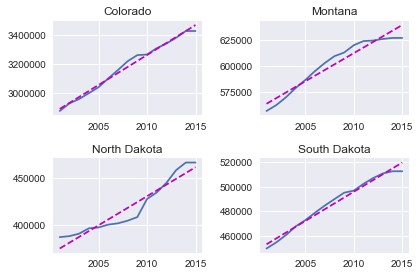 Colorado
3400000
3200000
3000000
2005 2010 2015
Montana
625000
600000
575000
2005 2010 2015
North Dakota
450000
400000
2005 2010 2015
South Dakota
520000
500000
480000
460000
2005 2010 2015